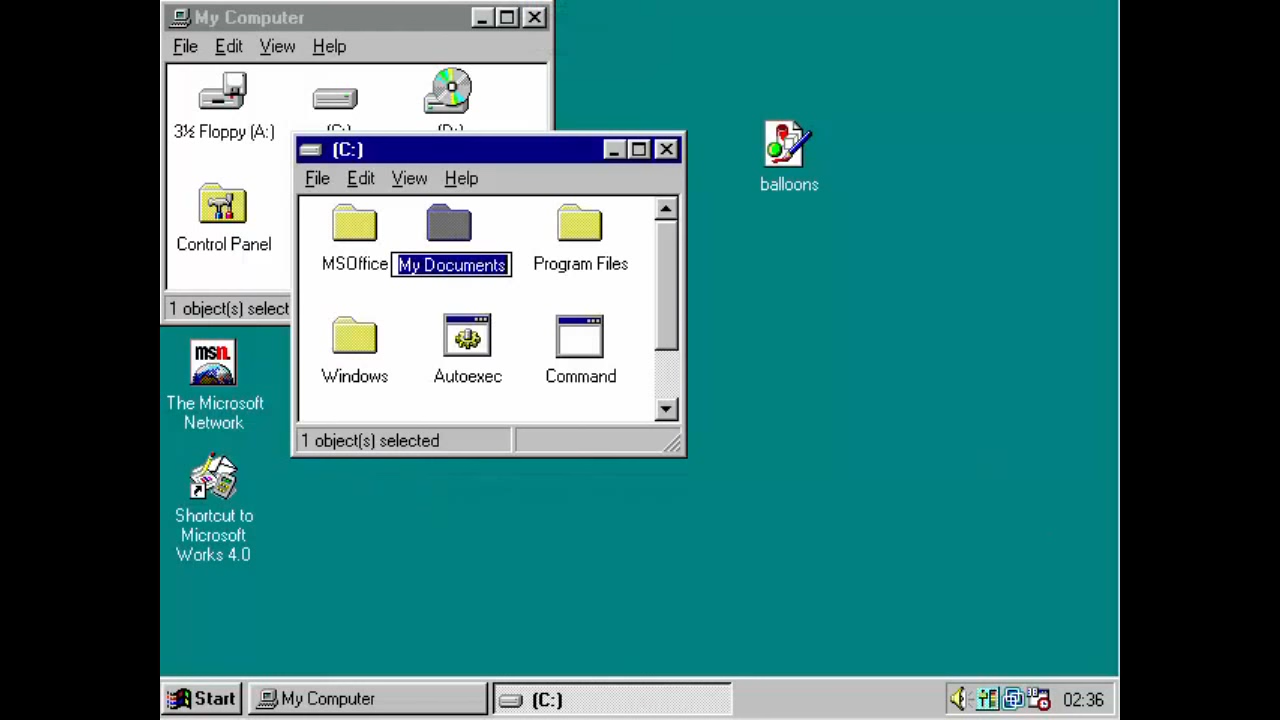 My Computer
File Edit View Help
3½ Floppy (A:) (C:) (D:)
Control Panel
1 object(s) select
(C:)
File Edit View Help
MSOffice My Documents Program Files
Windows Autoexec Command
1 object(s) selected
balloons
msn.
The Microsoft
Network
Shortcut to
Microsoft
Works 4.0
Start My Computer (C:) 02:36